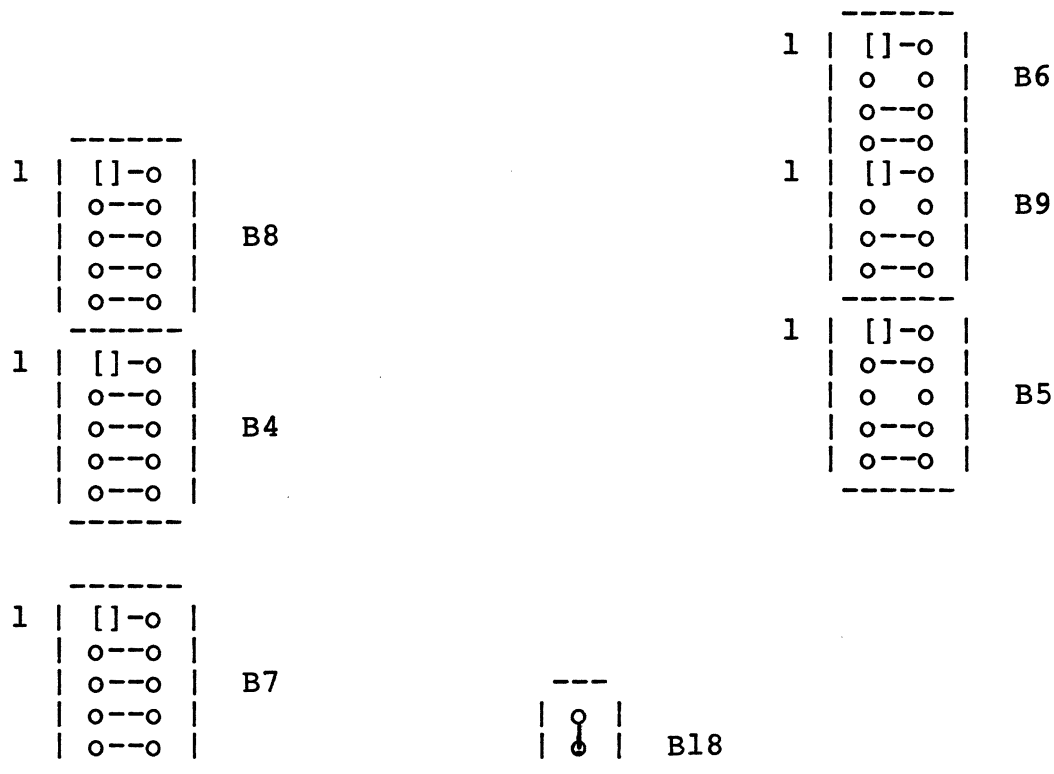 ------
                                            1  |  []-o  |
                                               | o   o  |  B6
                                               | o---o  |
   ------                                      | o---o  |
1 |  []-o  |                                1  |  []-o  |
  | o---o  |                                   | o   o  |  B9
  | o---o  |  B8                               | o---o  |
  | o---o  |                                   | o---o  |
  | o---o  |                                    ------
   ------                                   1  |  []-o  |
1 |  []-o  |                                   | o---o  |
  | o---o  |                                   | o   o  |  B5
  | o---o  |  B4                               | o---o  |
  | o---o  |                                   | o---o  |
  | o---o  |                                    ------
   ------
   ------
1 |  []-o  |
  | o---o  |
  | o---o  |  B7                 ---
  | o---o  |                    | o |
  | o---o  |                    | o |  B18